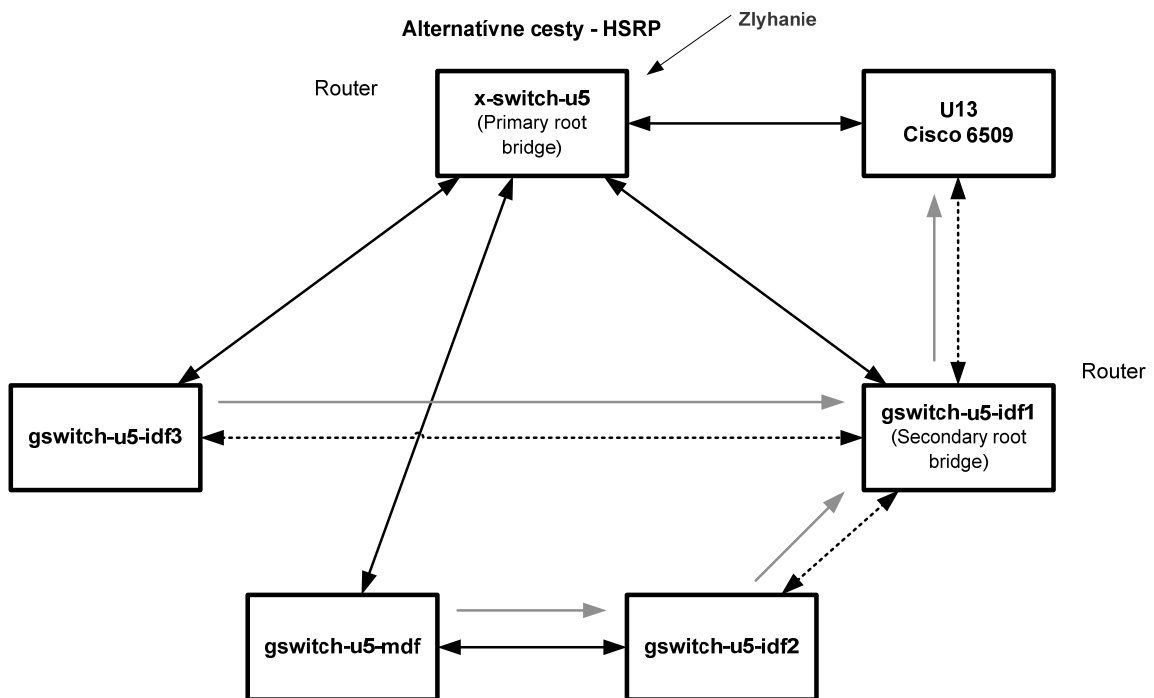 Alternatívne cesty - HSRP
Zlyhanie
Router
x-switch-u5
(Primary root
bridge)
U13
Cisco 6509
Router
gswitch-u5-idf3
gswitch-u5-idf1
(Secondary root
bridge)
gswitch-u5-mdf
gswitch-u5-idf2